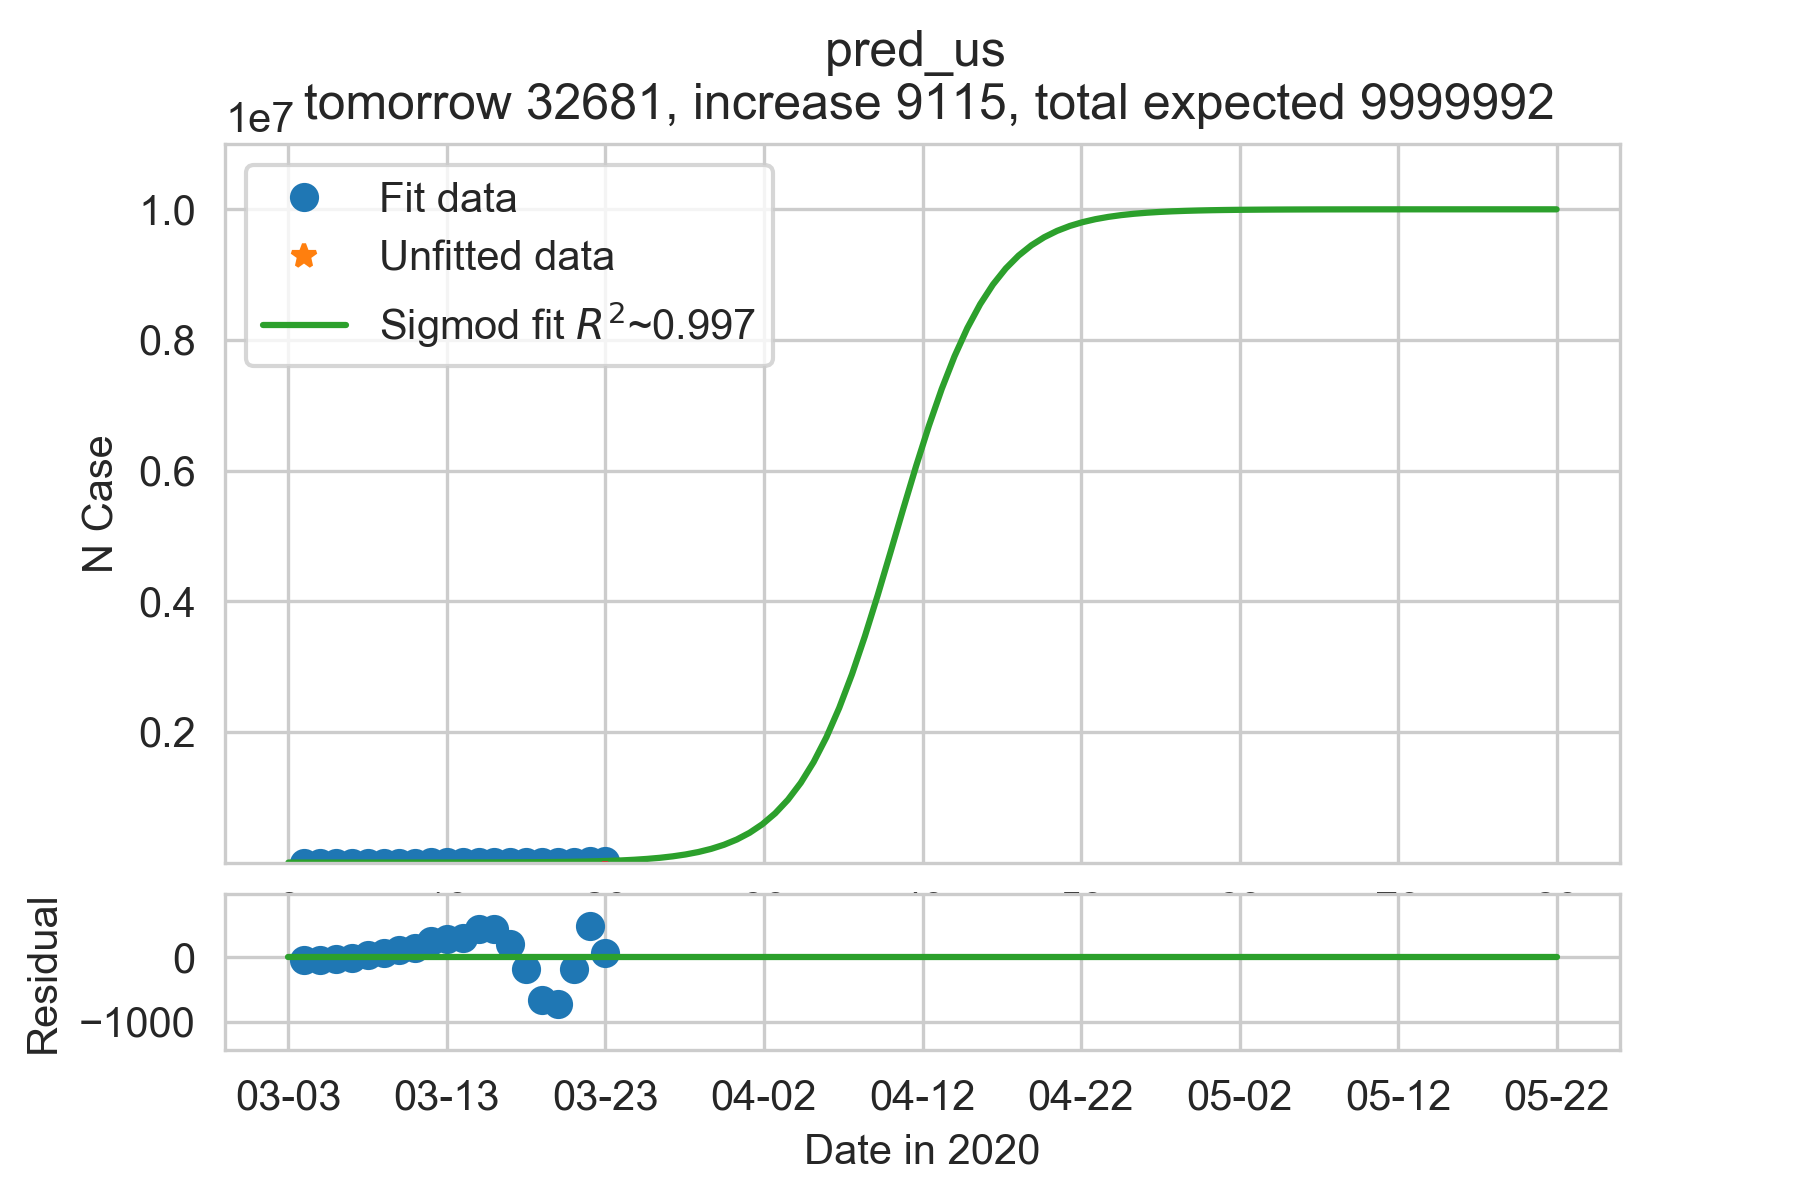 pred_us
tomorrow 32681, increase 9115, total expected 9999992
1e7
Fit data
Unfitted data
Sigmod fit R²~0.997
1.0
0.8
0.6
0.4
0.2
N Case
Residual
0
−1000
03-03 03-13 03-23 04-02 04-12 04-22 05-02 05-12 05-22
Date in 2020